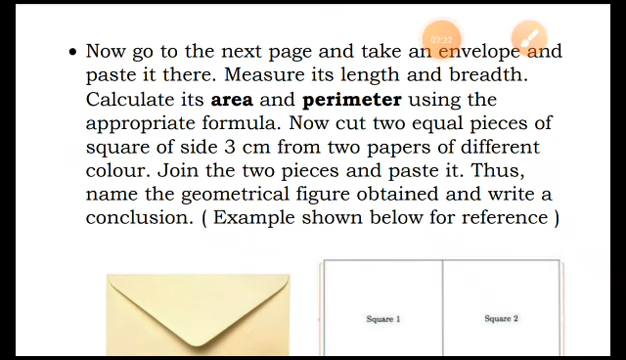 • Now go to the next page and take an envelope and
paste it there. Measure its length and breadth.
Calculate its area and perimeter using the
appropriate formula. Now cut two equal pieces of
square of side 3 cm from two papers of different
colour. Join the two pieces and paste it. Thus,
name the geometrical figure obtained and write a
conclusion. ( Example shown below for reference )
Square 1
Square 2